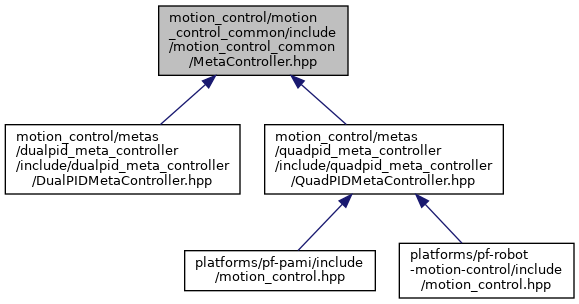 motion_control/motion
_control_common/include
/motion_control_common
/MetaController.hpp
motion_control/metas
/dualpid_meta_controller
/include/dualpid_meta_controller
/DualPIDMetaController.hpp
motion_control/metas
/quadpid_meta_controller
/include/quadpid_meta_controller
/QuadPIDMetaController.hpp
platforms/pf-pami/include
/motion_control.hpp
platforms/pf-robot
-motion-control/include
/motion_control.hpp